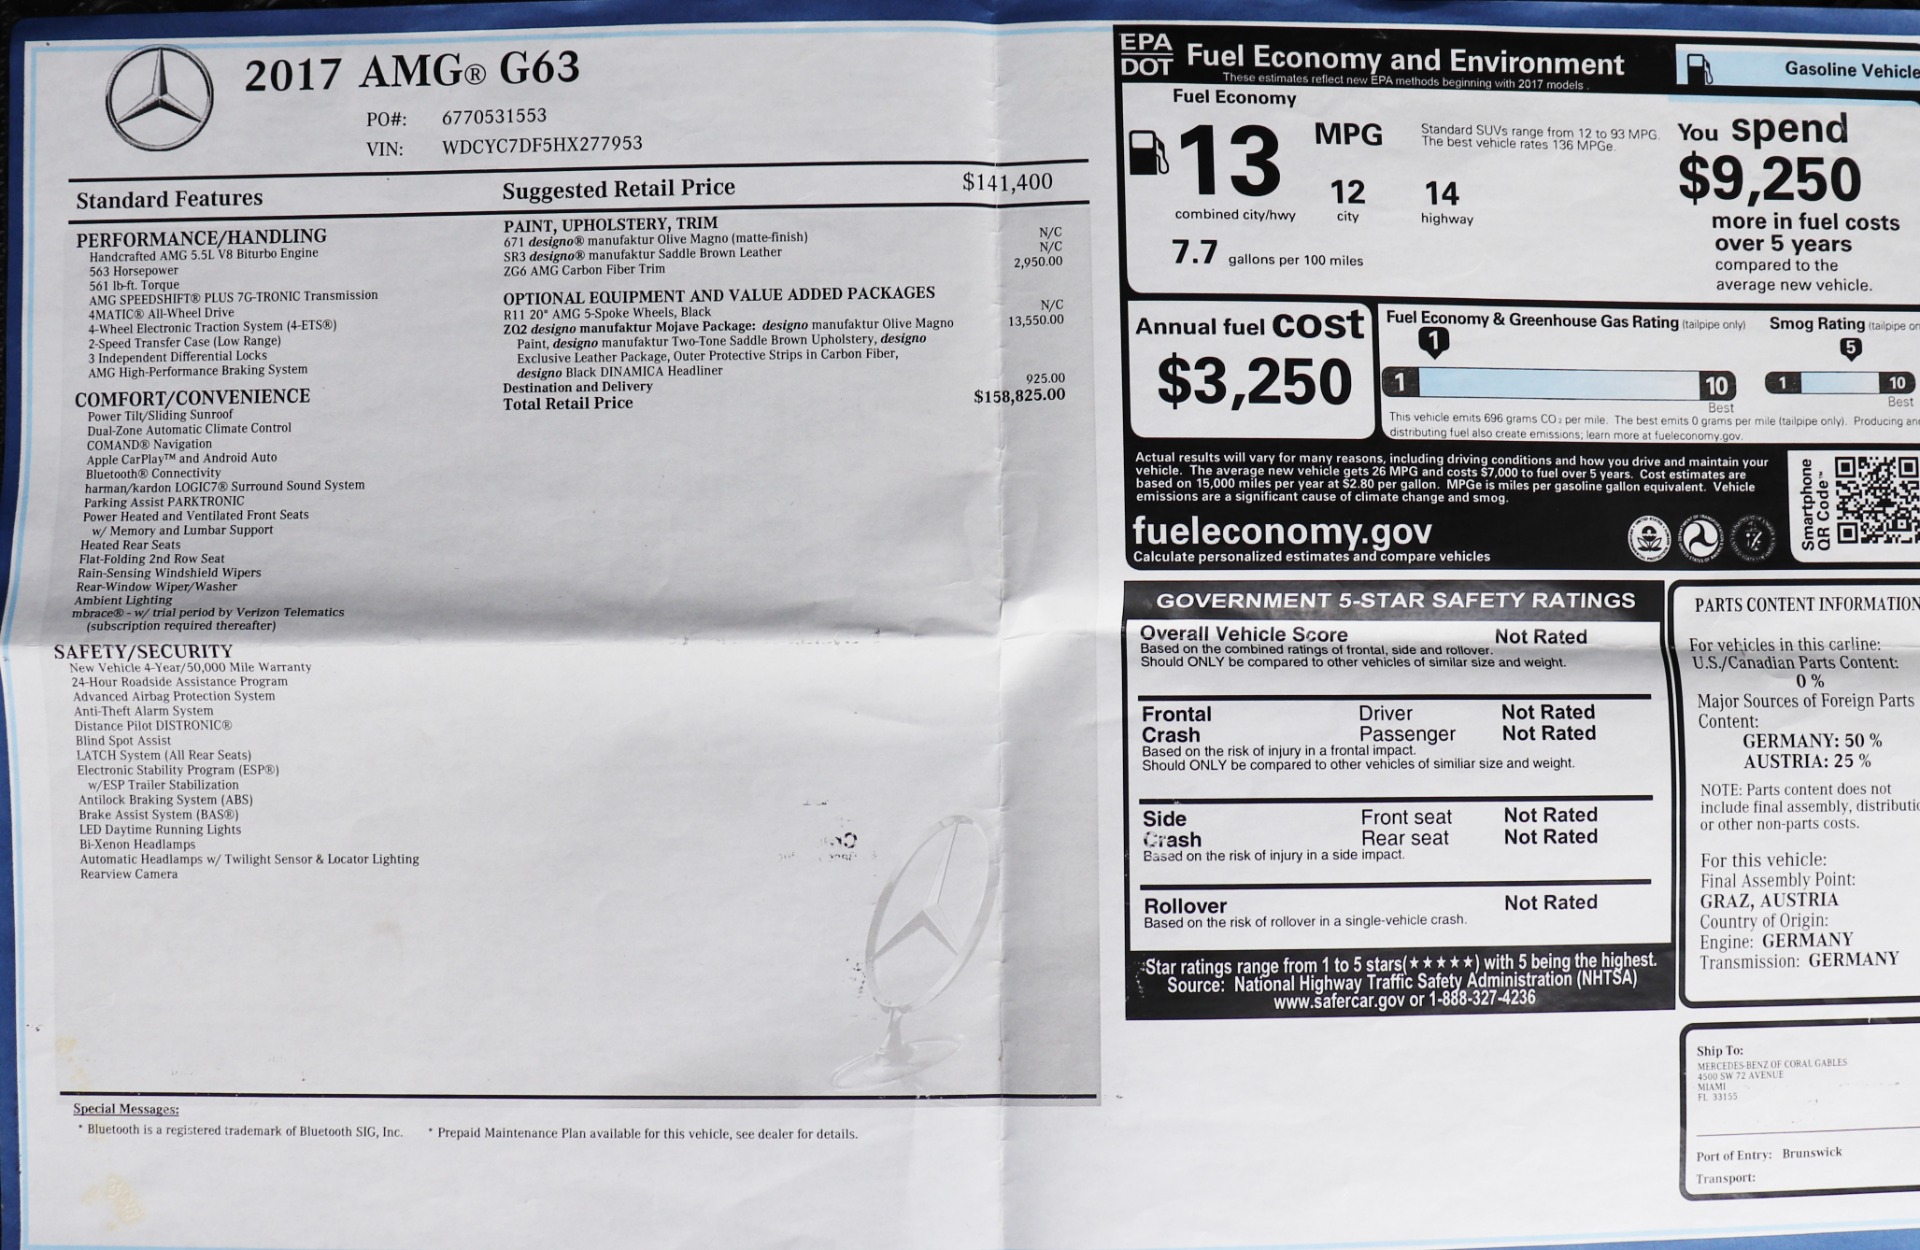 2017 AMG® G63
PO#: 6770531553
VIN: WDCYC7DF5HX277953
Standard Features
PERFORMANCE/HANDLING
Handcrafted AMG 5.5L V8 Biturbo Engine
563 Horsepower
561 lb-ft. Torque
AMG SPEEDSHIFT® PLUS 7G-TRONIC Transmission
4MATIC® All-Wheel Drive
4-Wheel Electronic Traction System (4-ETS®)
2-Speed Transfer Case (Low Range)
3 Independent Differential Locks
AMG High-Performance Braking System
COMFORT/CONVENIENCE
Power Tilt/Sliding Sunroof
Dual-Zone Automatic Climate Control
COMAND® Navigation
Apple CarPlay™ and Android Auto
Bluetooth® Connectivity
harman/kardon LOGIC7® Surround Sound System
Parking Assist PARKTRONIC
Power Heated and Ventilated Front Seats
w/ Memory and Lumbar Support
Heated Rear Seats
Flat-Folding 2nd Row Seat
Rain-Sensing Windshield Wipers
Rear-Window Wiper/Washer
Ambient Lighting
mbrace® - w/ trial period by Verizon Telematics
(subscription required thereafter)
SAFETY/SECURITY
New Vehicle 4-Year/50,000 Mile Warranty
24-Hour Roadside Assistance Program
Advanced Airbag Protection System
Anti-Theft Alarm System
Distance Pilot DISTRONIC®
Blind Spot Assist
LATCH System (All Rear Seats)
Electronic Stability Program (ESP®)
w/ESP Trailer Stabilization
Antilock Braking System (ABS)
Brake Assist System (BAS®)
LED Daytime Running Lights
Bi-Xenon Headlamps
Automatic Headlamps w/ Twilight Sensor & Locator Lighting
Rearview Camera
Suggested Retail Price $141,400
PAINT, UPHOLSTERY, TRIM
671 designo® manufaktur Olive Magno (matte-finish) N/C
SR3 designo® manufaktur Saddle Brown Leather N/C
ZG6 AMG Carbon Fiber Trim 2,950.00
OPTIONAL EQUIPMENT AND VALUE ADDED PACKAGES
R11 20" AMG 5-Spoke Wheels, Black N/C
ZQ2 designo manufaktur Mojave Package: designo manufaktur Olive Magno 13,550.00
Paint, designo manufaktur Two-Tone Saddle Brown Upholstery, designo
Exclusive Leather Package, Outer Protective Strips in Carbon Fiber,
designo Black DINAMICA Headliner
Destination and Delivery 925.00
Total Retail Price $158,825.00
Special Messages:
* Bluetooth is a registered trademark of Bluetooth SIG, Inc. * Prepaid Maintenance Plan available for this vehicle, see dealer for details.
EPA
DOT
Fuel Economy and Environment
These estimates reflect new EPA methods beginning with 2017 models.
Gasoline Vehicle
Fuel Economy
13 MPG
combined city/hwy
12
city
14
highway
7.7 gallons per 100 miles
Standard SUVs range from 12 to 93 MPG.
The best vehicle rates 136 MPGe.
You spend
$9,250
more in fuel costs
over 5 years
compared to the
average new vehicle.
Annual fuel cost
$3,250
Fuel Economy & Greenhouse Gas Rating (tailpipe only)
1
1 10
Best
Smog Rating (tailpipe on
5
1 10
Best
This vehicle emits 696 grams CO2 per mile. The best emits 0 grams per mile (tailpipe only). Producing and
distributing fuel also create emissions; learn more at fueleconomy.gov.
Actual results will vary for many reasons, including driving conditions and how you drive and maintain your
vehicle. The average new vehicle gets 26 MPG and costs $7,000 to fuel over 5 years. Cost estimates are
based on 15,000 miles per year at $2.80 per gallon. MPGe is miles per gasoline gallon equivalent. Vehicle
emissions are a significant cause of climate change and smog.
fueleconomy.gov
Calculate personalized estimates and compare vehicles
Smartphone
QR Code™
GOVERNMENT 5-STAR SAFETY RATINGS
Overall Vehicle Score Not Rated
Based on the combined ratings of frontal, side and rollover.
Should ONLY be compared to other vehicles of similar size and weight.
Frontal Driver Not Rated
Crash Passenger Not Rated
Based on the risk of injury in a frontal impact.
Should ONLY be compared to other vehicles of similiar size and weight.
Side Front seat Not Rated
Crash Rear seat Not Rated
Based on the risk of injury in a side impact.
Rollover Not Rated
Based on the risk of rollover in a single-vehicle crash.
Star ratings range from 1 to 5 stars(★★★★★) with 5 being the highest.
Source: National Highway Traffic Safety Administration (NHTSA)
www.safercar.gov or 1-888-327-4236
PARTS CONTENT INFORMATION
For vehicles in this carline:
U.S./Canadian Parts Content:
0 %
Major Sources of Foreign Parts
Content:
GERMANY: 50 %
AUSTRIA: 25 %
NOTE: Parts content does not
include final assembly, distributio
or other non-parts costs.
For this vehicle:
Final Assembly Point:
GRAZ, AUSTRIA
Country of Origin:
Engine: GERMANY
Transmission: GERMANY
Ship To:
MERCEDES-BENZ OF CORAL GABLES
4500 SW 72 AVENUE
MIAMI
FL 33155
Port of Entry: Brunswick
Transport: